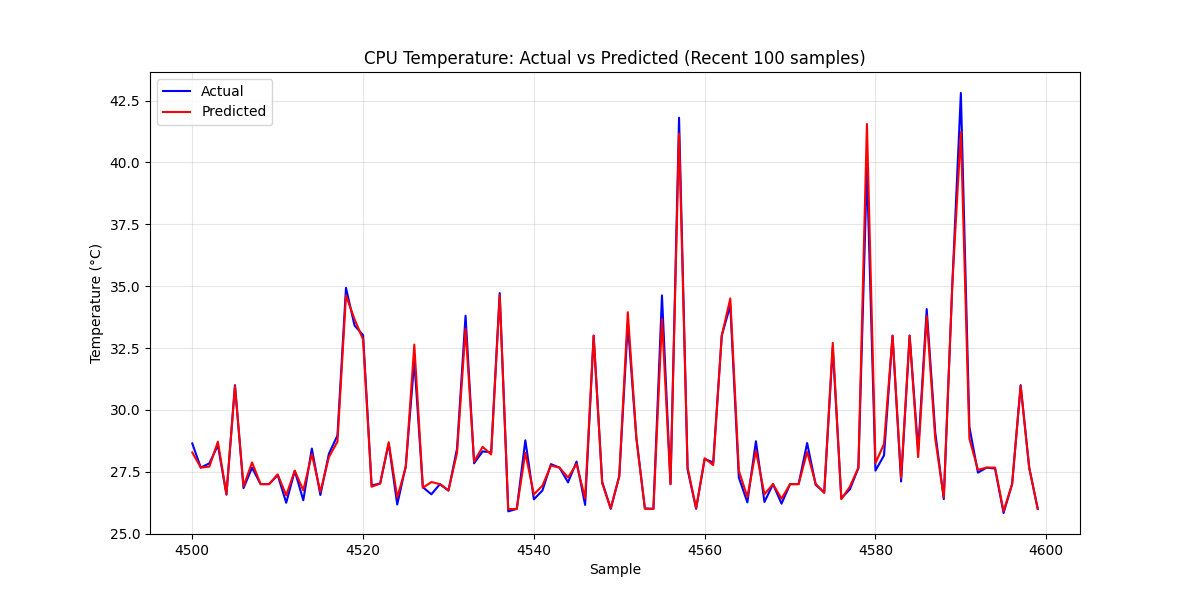 CPU Temperature: Actual vs Predicted (Recent 100 samples)
Actual
Predicted
42.5
40.0
37.5
35.0
32.5
30.0
27.5
25.0
Temperature (°C)
4500 4520 4540 4560 4580 4600
Sample